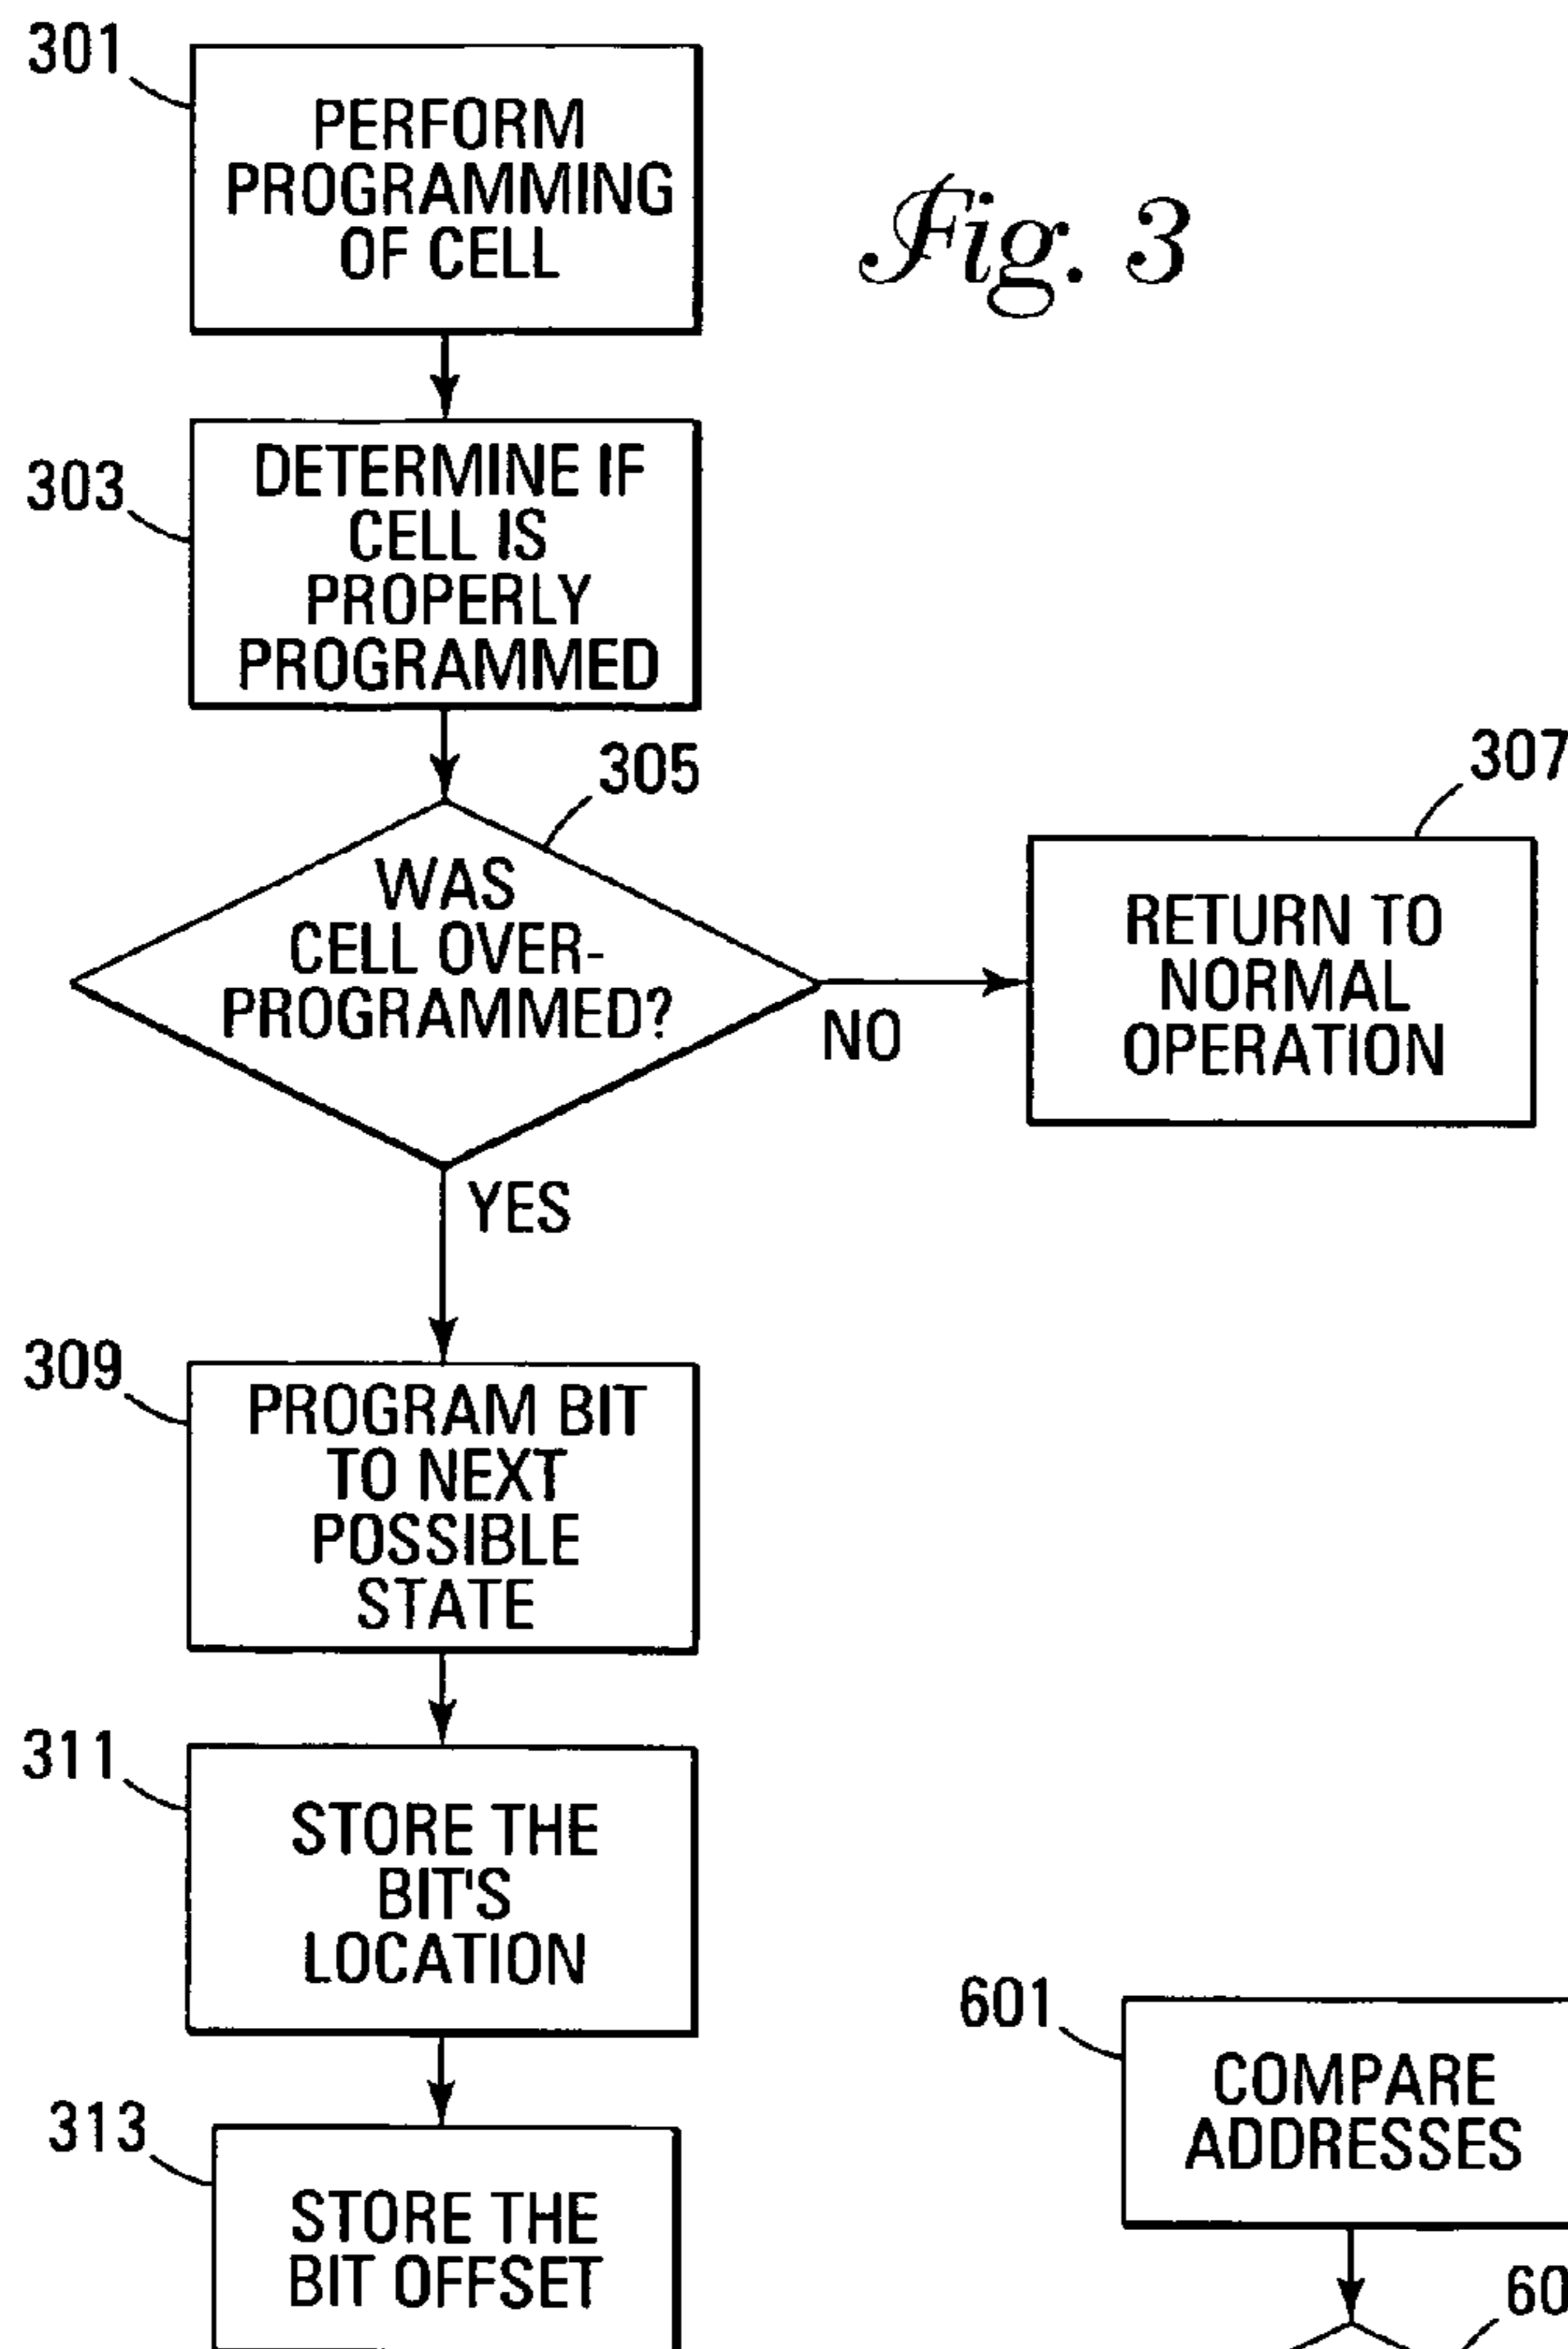 301
PERFORM
PROGRAMMING
OF CELL
Fig. 3
303
DETERMINE IF
CELL IS
PROPERLY
PROGRAMMED
305
WAS
CELL OVER-
PROGRAMMED?
NO
307
RETURN TO
NORMAL
OPERATION
YES
309
PROGRAM BIT
TO NEXT
POSSIBLE
STATE
311
STORE THE
BIT'S
LOCATION
313
STORE THE
BIT OFFSET
601
COMPARE
ADDRESSES